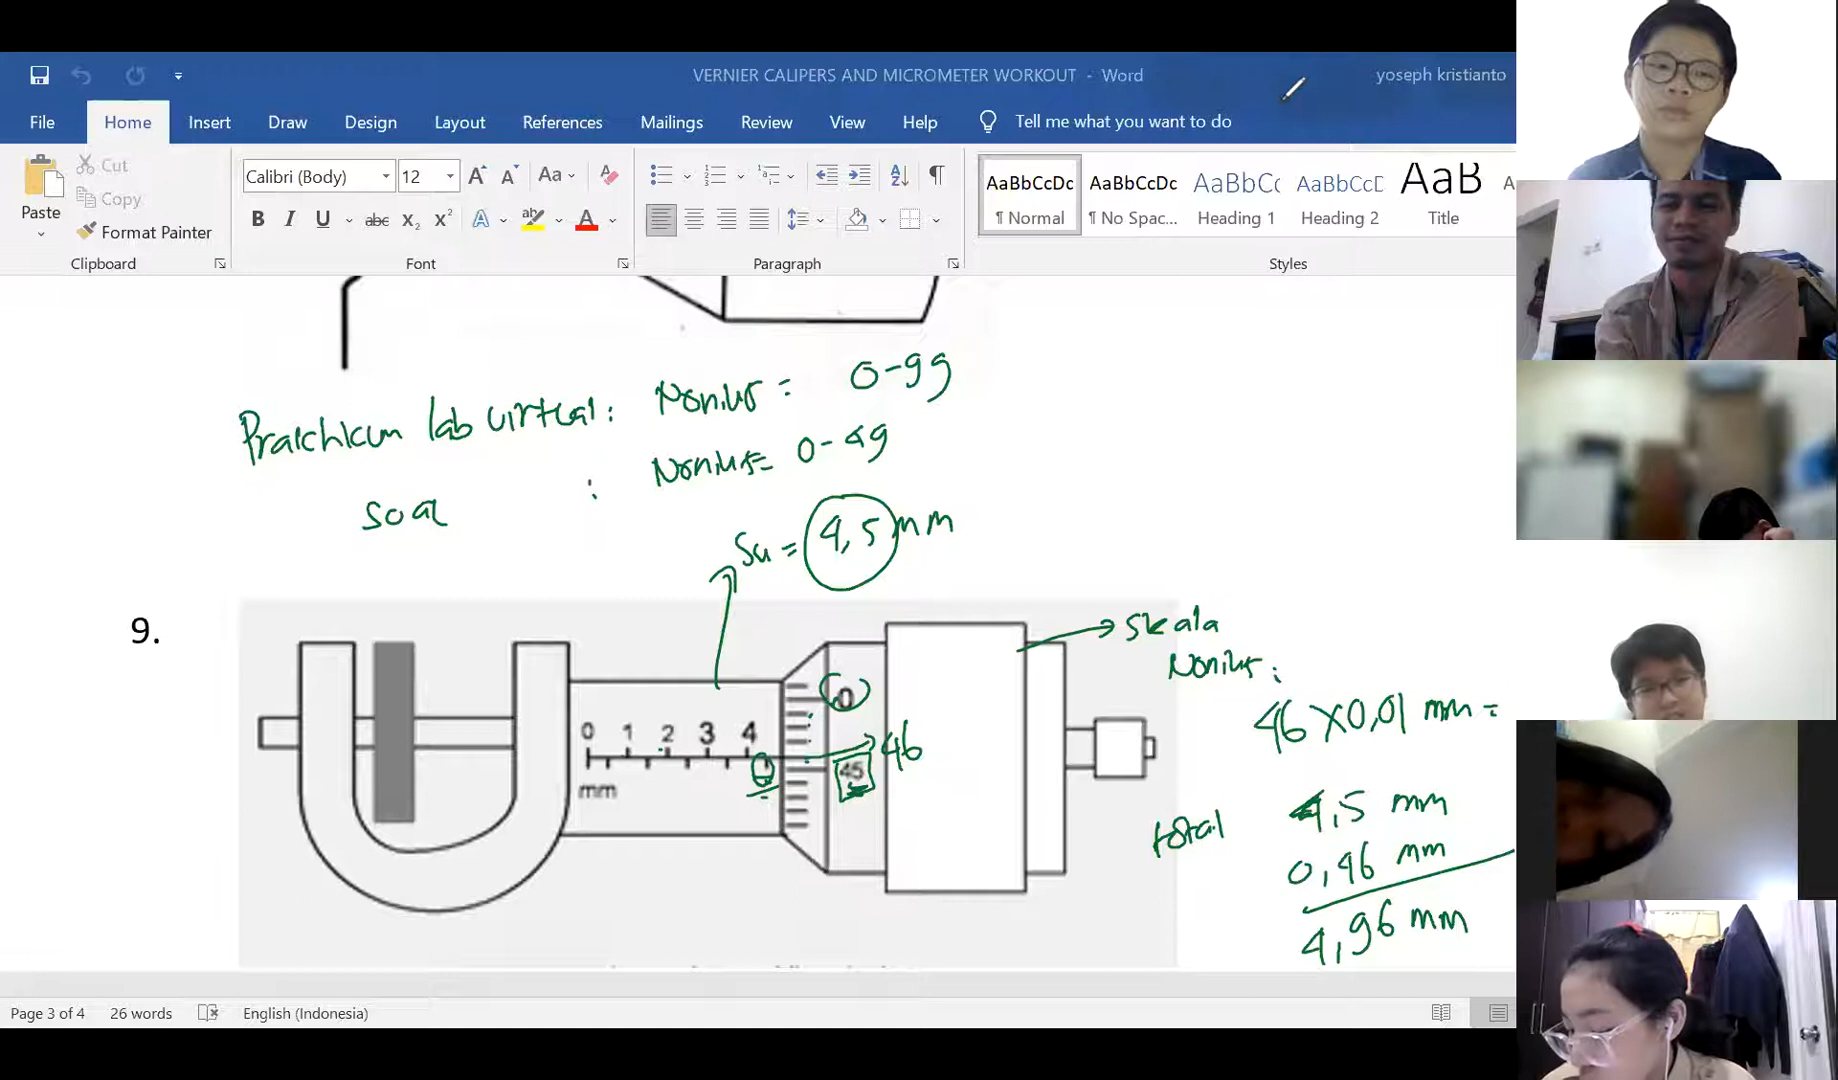 VERNIER CALIPERS AND MICROMETER WORKOUT - Word
yoseph kristianto
File Home Insert Draw Design Layout References Mailings Review View Help Tell me what you want to do
Paste
Cut
Copy
Format Painter
Clipboard
Calibri (Body) 12
Aa
B I U abc X₂ X² A A
Font
Paragraph
AaBbCcDc
¶ Normal
AaBbCcDc
¶ No Spac...
AaBbCc
Heading 1
AaBbCcD
Heading 2
AaB
Title
Styles
Praktikum lab virtual : Nonius = 0-99
soal : Nonius = 0-49
Su = 4,5 mm
9.
0 1 2 3 4
mm
0
45
46
skala
Nonius :
46 X 0,01 mm =
total 4,5 mm
0,46 mm
4,96 mm
Page 3 of 4 26 words English (Indonesia)